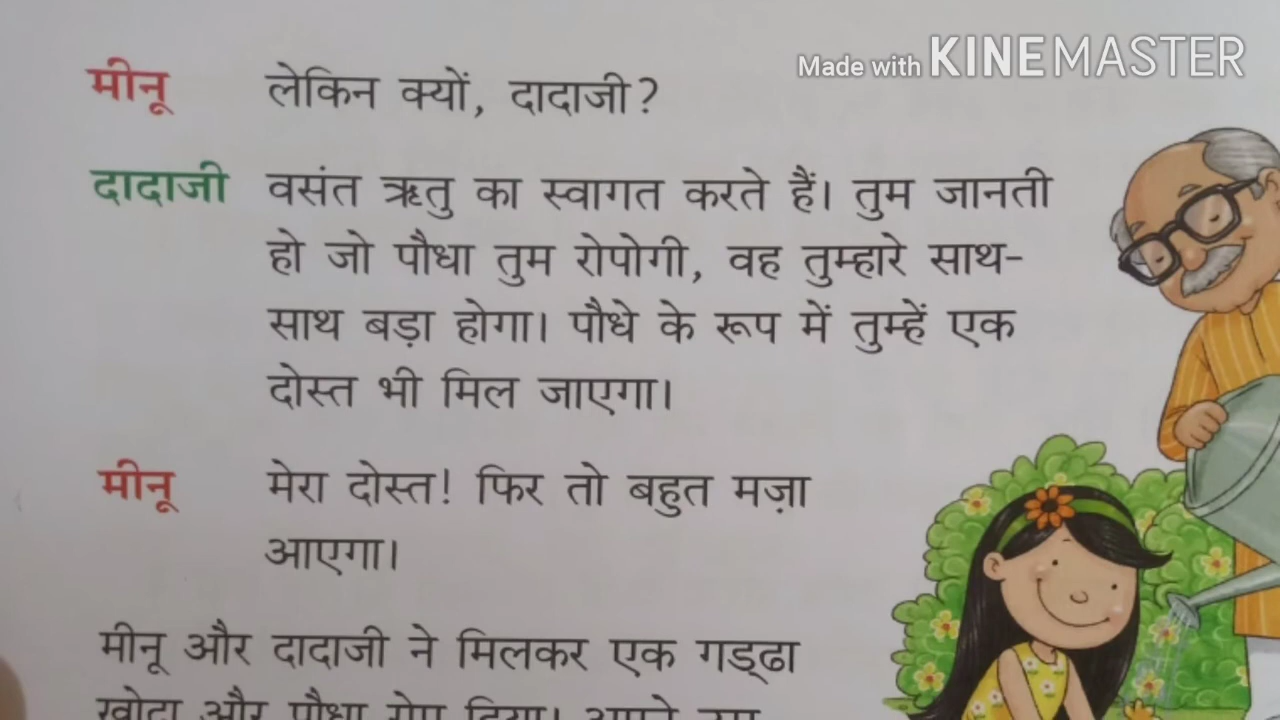 Made with KINEMASTER
मीनू लेकिन क्यों, दादाजी?
दादाजी वसंत ऋतु का स्वागत करते हैं। तुम जानती
हो जो पौधा तुम रोपोगी, वह तुम्हारे साथ-
साथ बड़ा होगा। पौधे के रूप में तुम्हें एक
दोस्त भी मिल जाएगा।
मीनू मेरा दोस्त! फिर तो बहुत मज़ा
आएगा।
मीनू और दादाजी ने मिलकर एक गड्ढा
खोदा और पौधा रोप दिया।